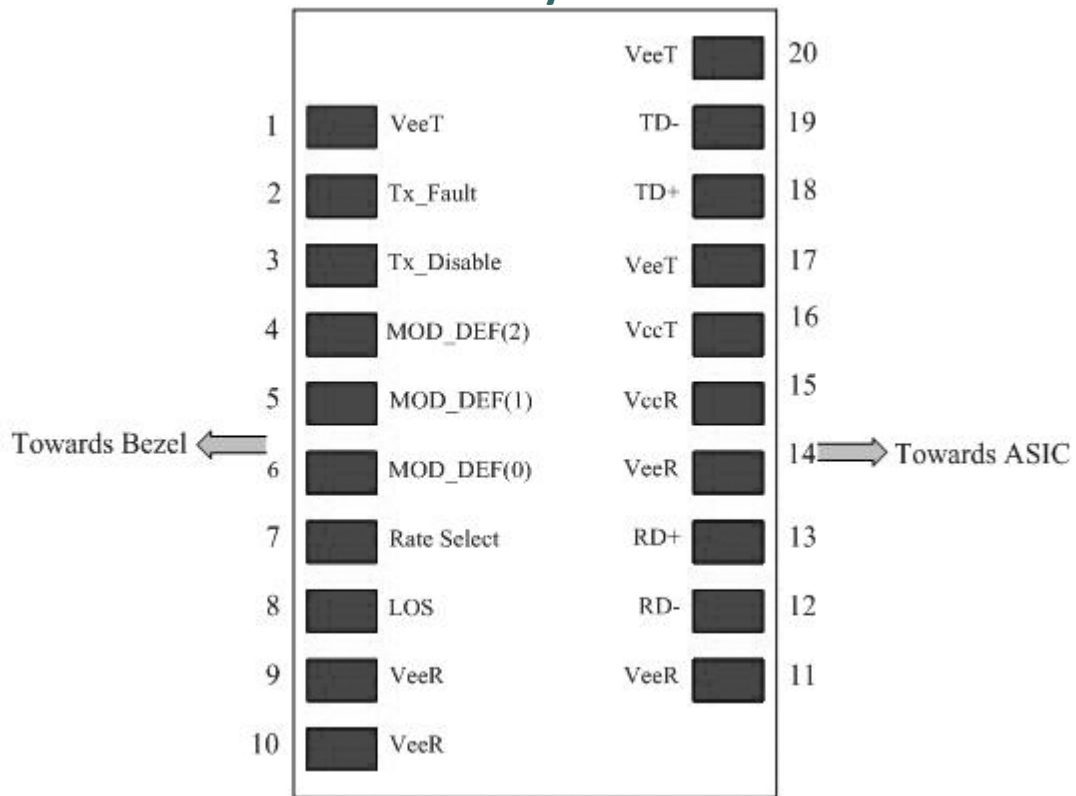 VeeT 20
1 VeeT TD- 19
2 Tx_Fault TD+ 18
3 Tx_Disable VeeT 17
4 MOD_DEF(2) VccT 16
5 MOD_DEF(1) VccR 15
Towards Bezel
6 MOD_DEF(0) VeeR 14 Towards ASIC
7 Rate Select RD+ 13
8 LOS RD- 12
9 VeeR VeeR 11
10 VeeR